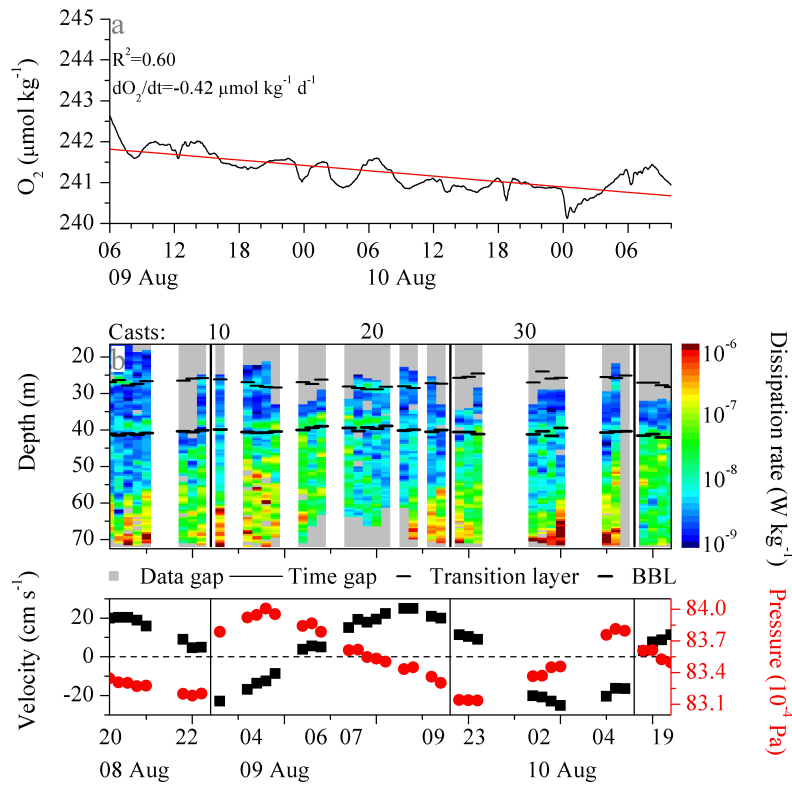 a
245
244
243
242
241
240
O2 (μmol kg-1)
R2=0.60
dO2/dt=-0.42 μmol kg-1 d-1
06 12 18 00 06 12 18 00 06
09 Aug 10 Aug
Casts: 10 20 30
b
20
30
40
50
60
70
Depth (m)
10-6
10-7
10-8
10-9
Dissipation rate (W kg-1)
Data gap Time gap Transition layer BBL
20
0
-20
Velocity (cm s-1)
84.0
83.7
83.4
83.1
Pressure (10-4 Pa)
20 22 04 06 07 09 23 02 04 19
08 Aug 09 Aug 10 Aug